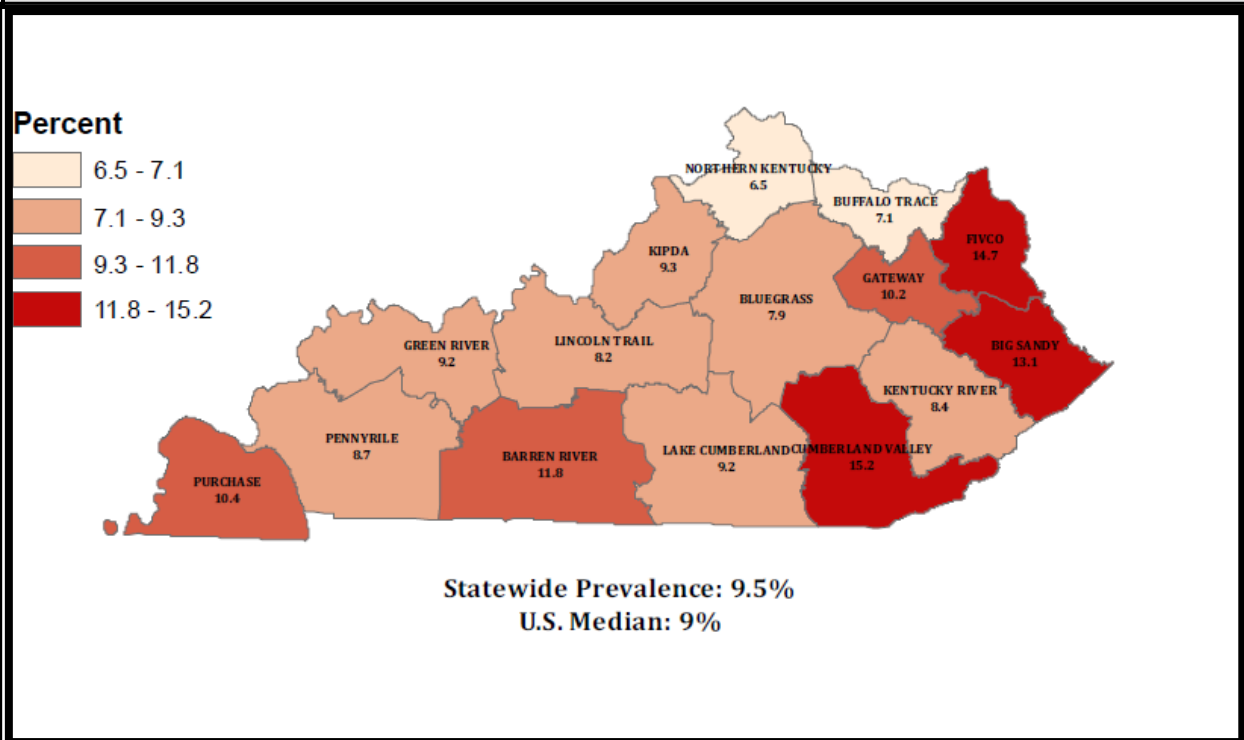 Percent
6.5 - 7.1
7.1 - 9.3
9.3 - 11.8
11.8 - 15.2
NORTHERN KENTUCKY
6.5
BUFFALO TRACE
7.1
FIVCO
14.7
KIPDA
9.3
GATEWAY
10.2
BLUEGRASS
7.9
GREEN RIVER
9.2
LINCOLN TRAIL
8.2
BIG SANDY
13.1
KENTUCKY RIVER
8.4
PENNYRILE
8.7
BARREN RIVER
11.8
LAKE CUMBERLAND
9.2
CUMBERLAND VALLEY
15.2
PURCHASE
10.4
Statewide Prevalence: 9.5%
U.S. Median: 9%